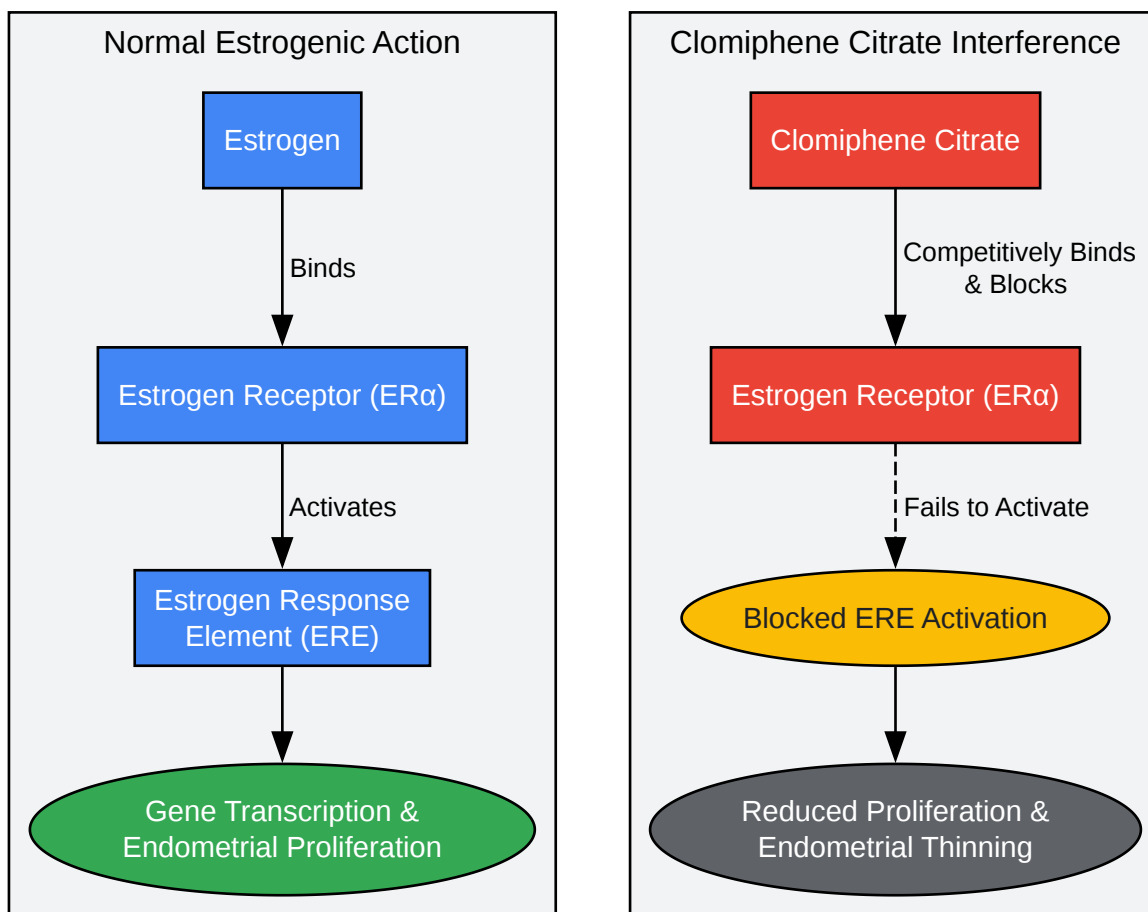 Normal Estrogenic Action
Estrogen
Binds
Estrogen Receptor (ERα)
Activates
Estrogen Response
Element (ERE)
Gene Transcription &
Endometrial Proliferation
Clomiphene Citrate Interference
Clomiphene Citrate
Competitively Binds
& Blocks
Estrogen Receptor (ERα)
Fails to Activate
Blocked ERE Activation
Reduced Proliferation &
Endometrial Thinning